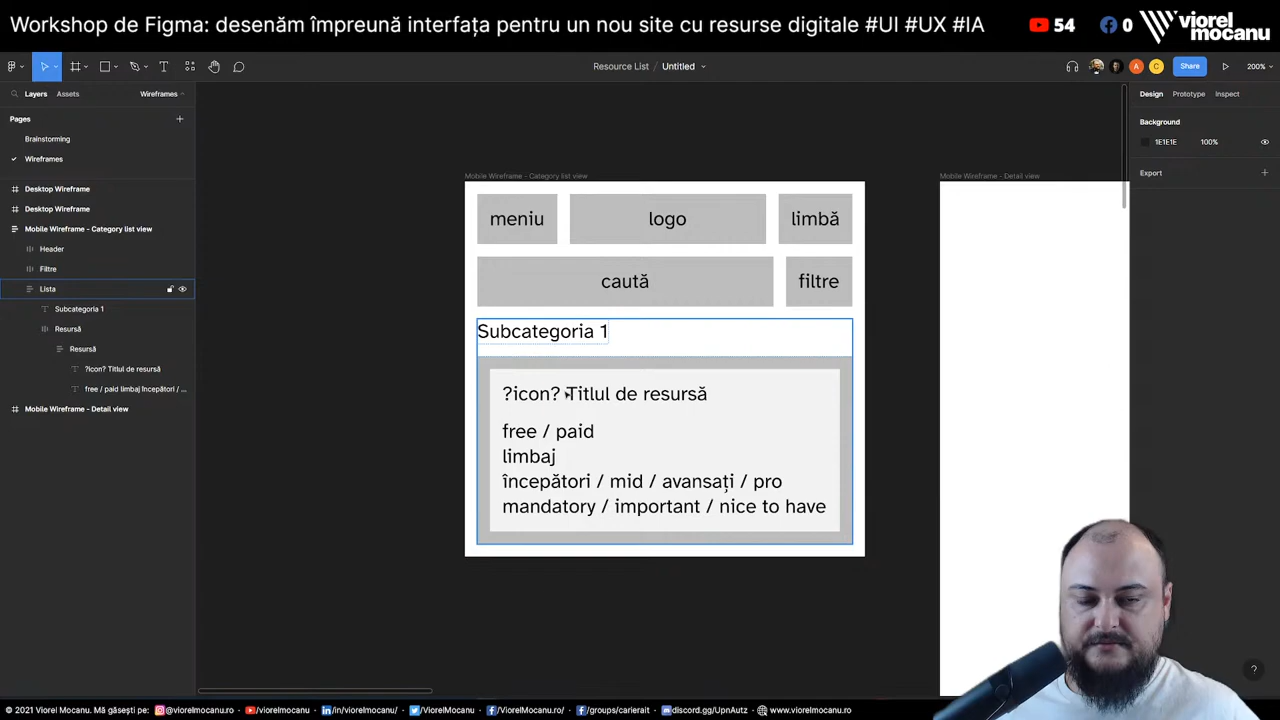 Workshop de Figma: desenăm împreună interfața pentru un nou site cu resurse digitale #UI #UX #IA
54
0
viorel
mocanu
Resource List / Untitled
Share
200%
Layers
Assets
Wireframes
Design
Prototype
Inspect
Pages
Background
Brainstorming
1E1E1E
100%
Wireframes
Export
Desktop Wireframe
Desktop Wireframe
Mobile Wireframe - Category list view
Header
Filtre
Lista
Subcategoria 1
Resursă
Resursă
?icon? Titlul de resursă
free / paid limbaj începători / ...
Mobile Wireframe - Detail view
Mobile Wireframe - Category list view
Mobile Wireframe - Detail view
meniu
logo
limbă
caută
filtre
Subcategoria 1
?icon? Titlul de resursă
free / paid
limbaj
începători / mid / avansați / pro
mandatory / important / nice to have
A
C
?
© 2021 Viorel Mocanu. Mă găsești pe:
@viorelmocanu.ro
/viorelmocanu
/in/viorelmocanu/
/ViorelMocanu
/ViorelMocanu.ro/
/groups/carierait
discord.gg/UpnAutz
www.viorelmocanu.ro